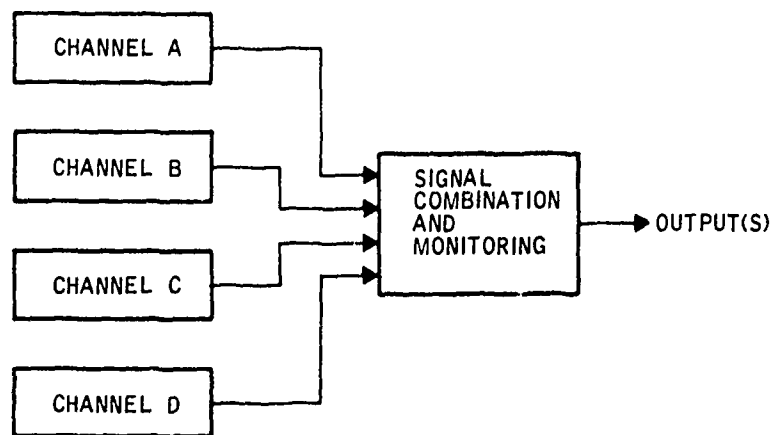 CHANNEL A
CHANNEL B
CHANNEL C
CHANNEL D
SIGNAL
COMBINATION
AND
MONITORING
OUTPUT(S)